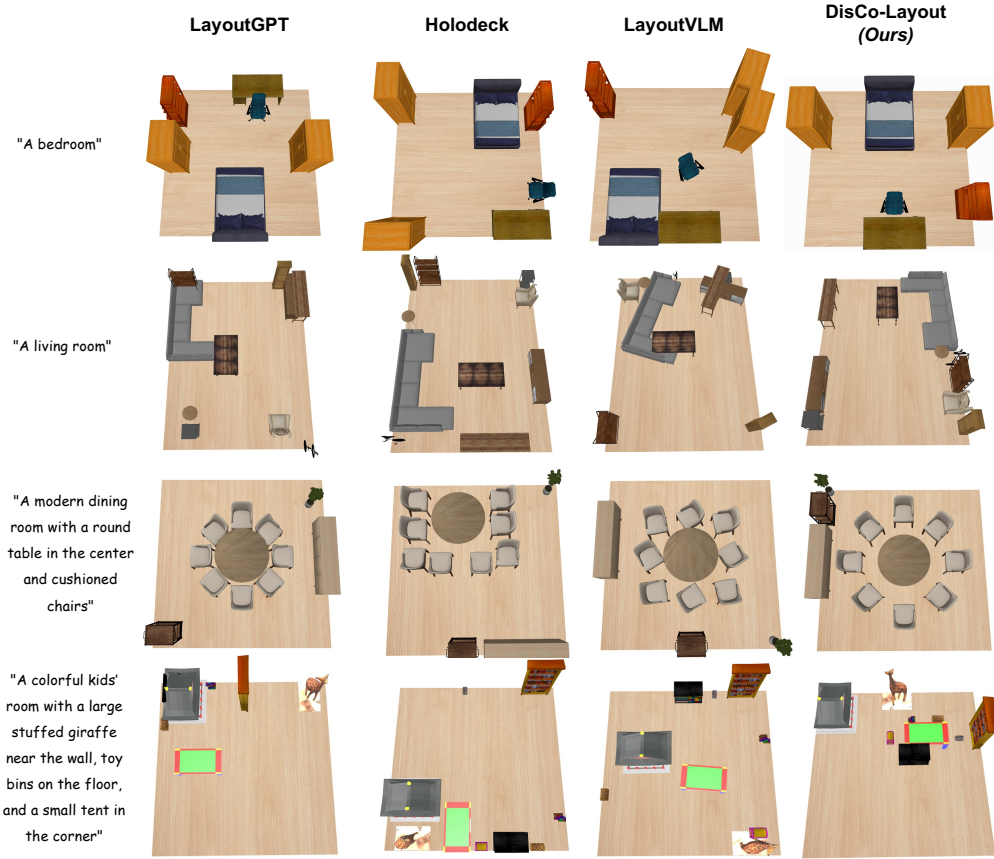 LayoutGPT
Holodeck
LayoutVLM
DisCo-Layout
(Ours)
"A bedroom"
"A living room"
"A modern dining
room with a round
table in the center
and cushioned
chairs"
"A colorful kids'
room with a large
stuffed giraffe
near the wall, toy
bins on the floor,
and a small tent in
the corner"